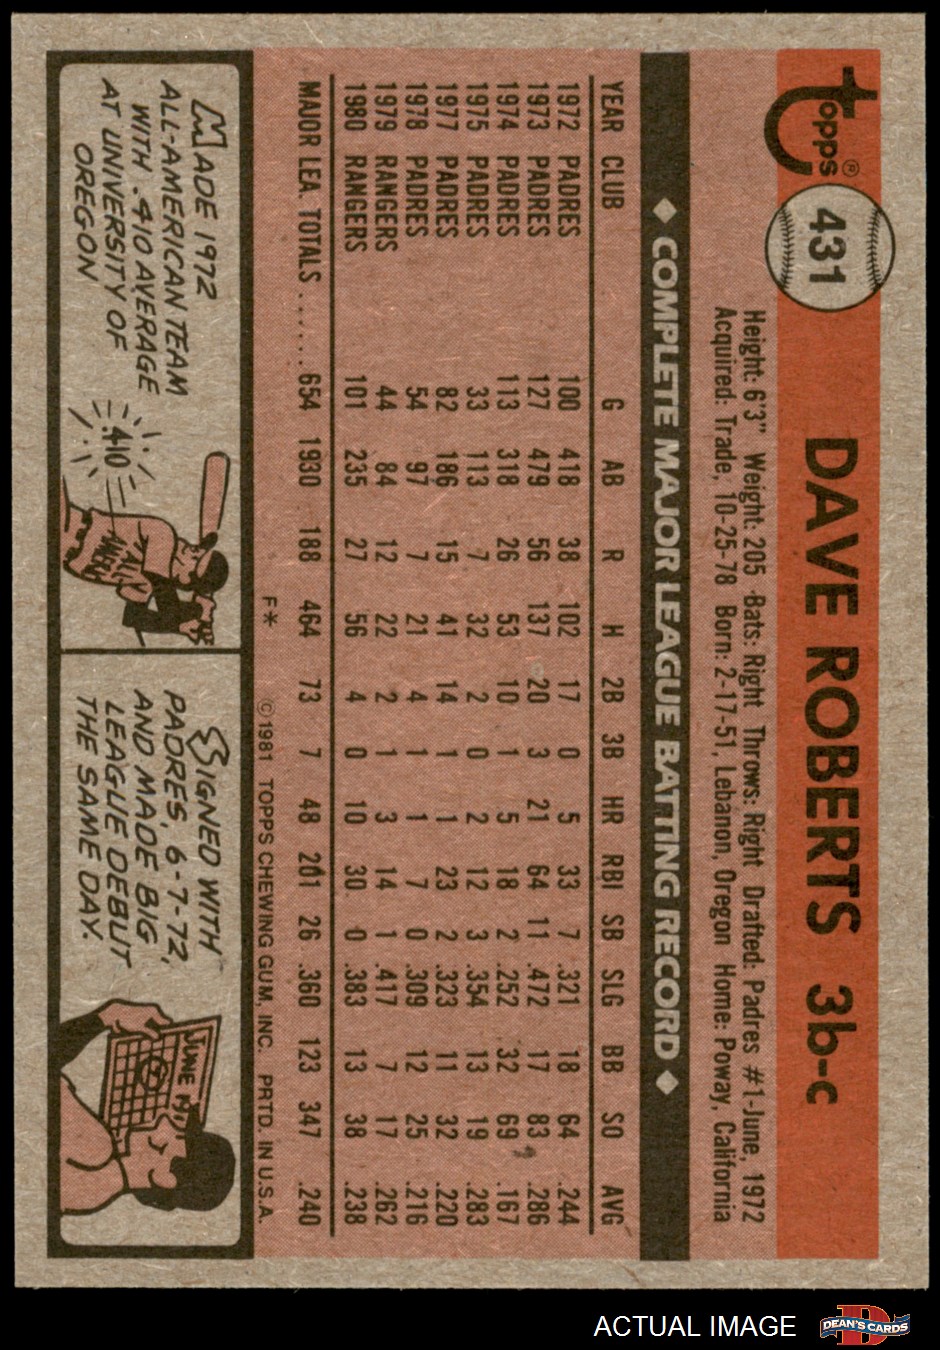 topps®
431
DAVE ROBERTS 3b-c
Height: 6'3" Weight: 205 Bats: Right Throws: Right Drafted: Padres #1-June, 1972
Acquired: Trade, 10-25-78 Born: 2-17-51, Lebanon, Oregon Home: Poway, California
◆ COMPLETE MAJOR LEAGUE BATTING RECORD ◆
YEAR CLUB G AB R H 2B 3B HR RBI SB SLG BB SO AVG
1972 PADRES 100 418 38 102 17 0 5 33 7 .321 18 64 .244
1973 PADRES 127 479 56 137 20 3 21 64 11 .472 17 83 .286
1974 PADRES 113 318 26 53 10 1 5 18 2 .252 32 69 .167
1975 PADRES 33 113 7 32 2 0 2 12 3 .354 13 19 .283
1977 PADRES 82 186 15 41 14 1 1 23 2 .323 11 32 .220
1978 PADRES 54 97 7 21 4 1 1 7 0 .309 12 25 .216
1979 RANGERS 44 84 12 22 2 1 3 14 1 .417 7 17 .262
1980 RANGERS 101 235 27 56 4 0 10 30 0 .383 13 38 .238
MAJOR LEA. TOTALS ...... 654 1930 188 464 73 7 48 201 26 .360 123 347 .240
F* ©1981 TOPPS CHEWING GUM, INC. PRTD. IN U.S.A.
MADE 1972
ALL-AMERICAN TEAM
WITH .410 AVERAGE
AT UNIVERSITY OF
OREGON
.410
ALL
AMER.
SIGNED WITH
PADRES, 6-7-72,
AND MADE BIG
LEAGUE DEBUT
THE SAME DAY.
JUNE
ACTUAL IMAGE
DEAN'S CARDS